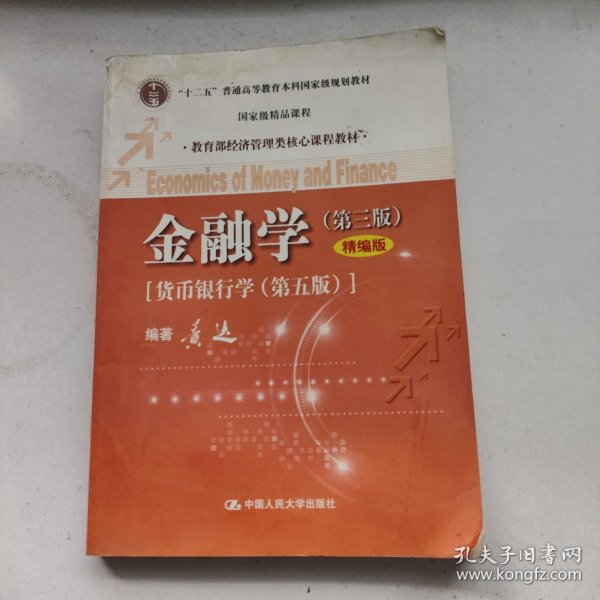 十二五
“十二五”普通高等教育本科国家级规划教材
国家级精品课程
·教育部经济管理类核心课程教材·
Economics of Money and Finance
金融学(第三版)
精编版
[货币银行学(第五版)]
编著 黄达
中国人民大学出版社
孔夫子旧书网
www.kongfz.com